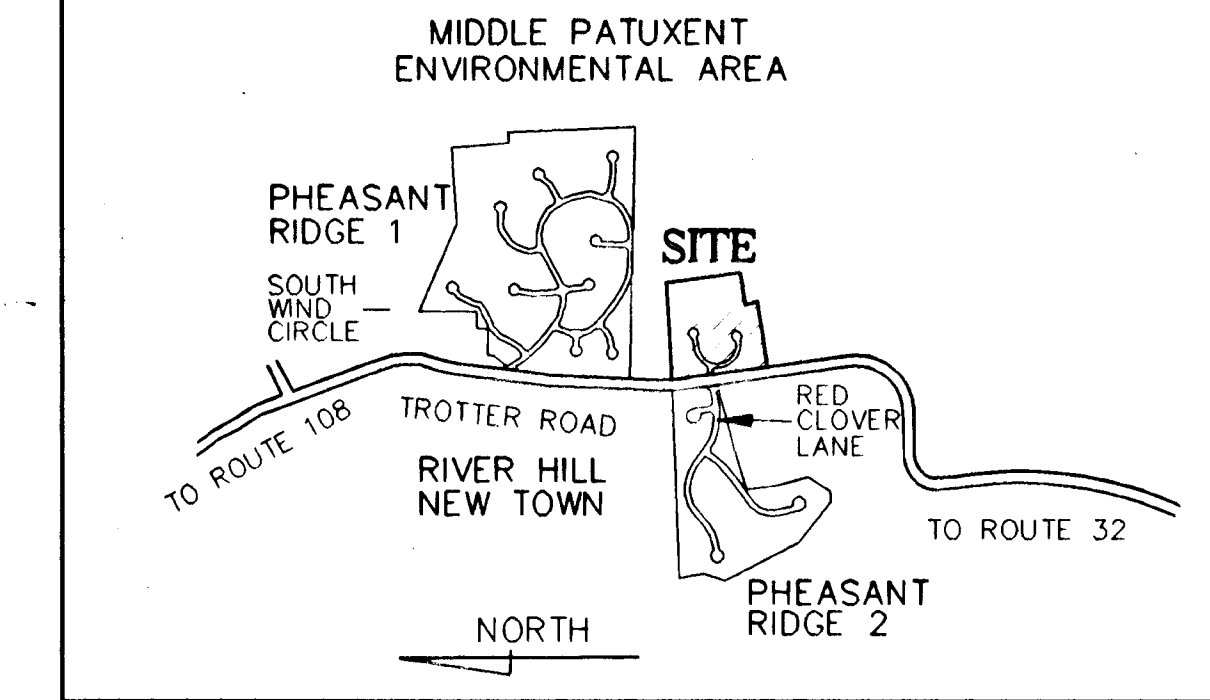 MIDDLE PATUXENT
ENVIRONMENTAL AREA
PHEASANT
RIDGE 1
SITE
SOUTH
WIND
CIRCLE
TROTTER ROAD
TO ROUTE 108
RED
CLOVER
LANE
RIVER HILL
NEW TOWN
TO ROUTE 32
PHEASANT
RIDGE 2
NORTH